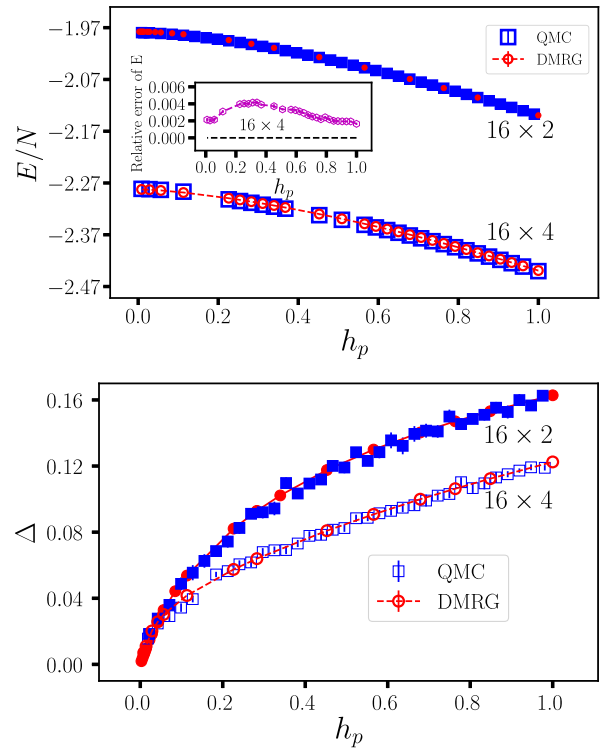 −1.97
−2.07
−2.17
−2.27
−2.37
−2.47
E/N
QMC
DMRG
16 × 2
Relative error of E
0.006
0.004
0.002
0.000
16 × 4
0.0 0.2 0.4 0.6 0.8 1.0
h_p
16 × 4
0.0 0.2 0.4 0.6 0.8 1.0
h_p
0.16
0.12
0.08
0.04
0.00
Δ
16 × 2
16 × 4
QMC
DMRG
0.0 0.2 0.4 0.6 0.8 1.0
h_p